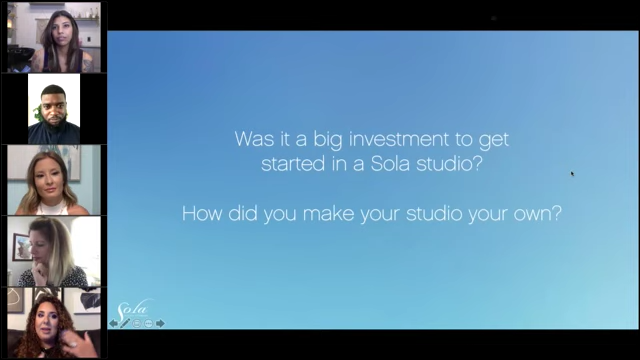 Was it a big investment to get
started in a Sola studio?
How did you make your studio your own?
Sola